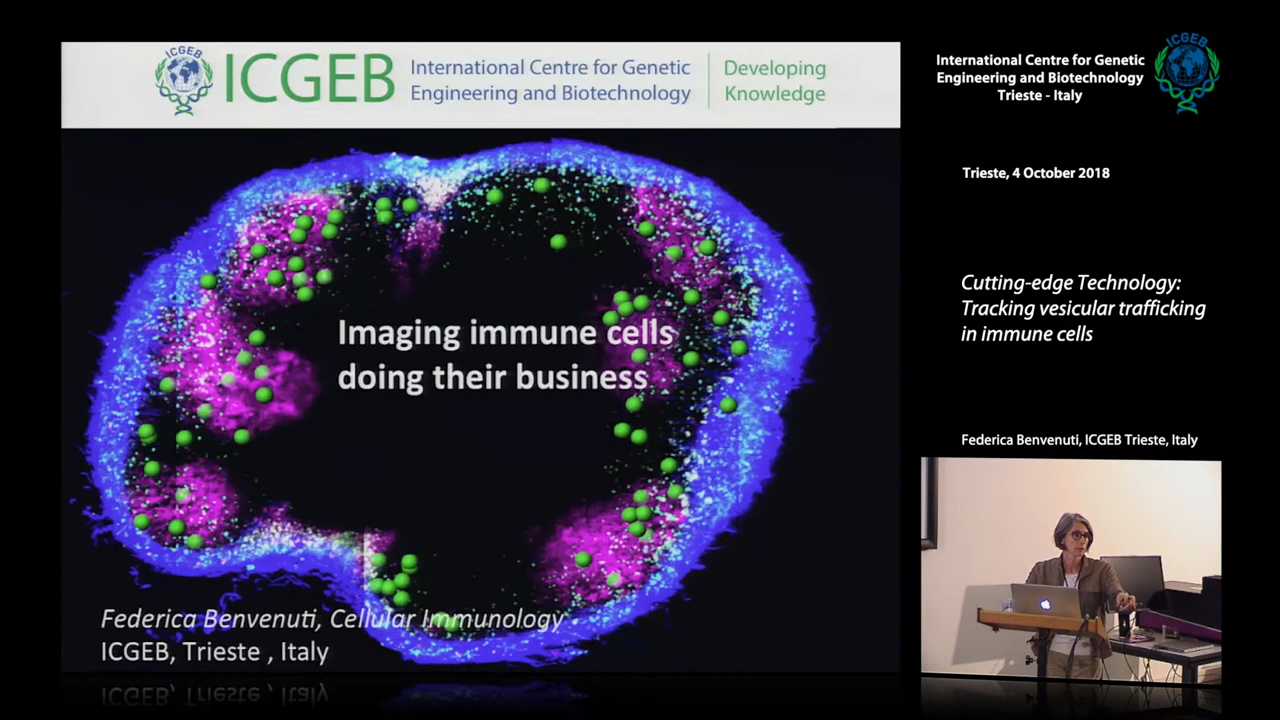 ICGEB
ICGEB
International Centre for Genetic
Engineering and Biotechnology
Developing
Knowledge
Imaging immune cells
doing their business
Federica Benvenuti, Cellular Immunology
ICGEB, Trieste , Italy
International Centre for Genetic
Engineering and Biotechnology
Trieste - Italy
ICGEB
Trieste, 4 October 2018
Cutting-edge Technology:
Tracking vesicular trafficking
in immune cells
Federica Benvenuti, ICGEB Trieste, Italy